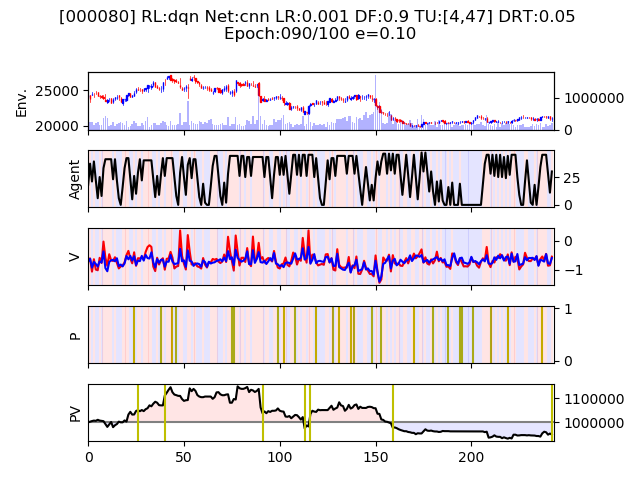 [000080] RL:dqn Net:cnn LR:0.001 DF:0.9 TU:[4,47] DRT:0.05
Epoch:090/100 e=0.10
Env.
25000
20000
1000000
0
Agent
25
0
V
0
−1
P
1
0
PV
1100000
1000000
0
50
100
150
200